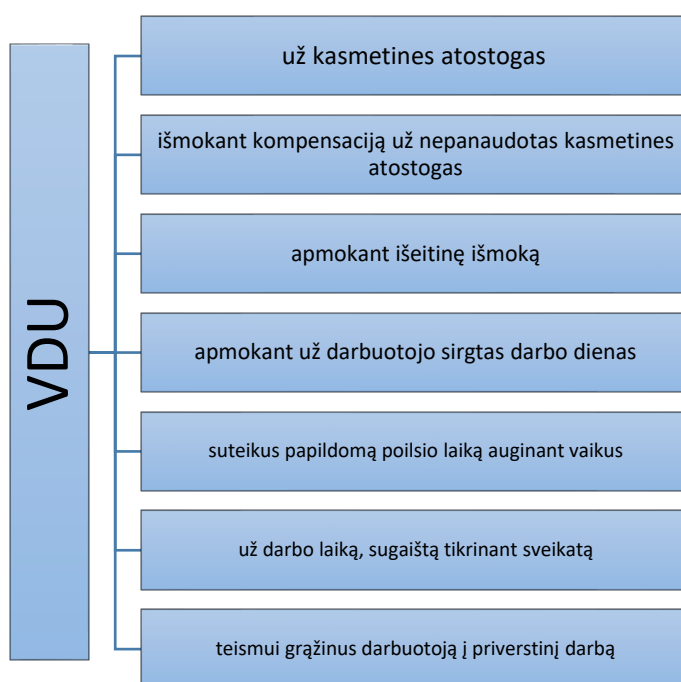 VDU
už kasmetines atostogas
išmokant kompensaciją už nepanaudotas kasmetines
atostogas
apmokant išeitinę išmoką
apmokant už darbuotojo sirgtas darbo dienas
suteikus papildomą poilsio laiką auginant vaikus
už darbo laiką, sugaištą tikrinant sveikatą
teismui grąžinus darbuotoją į priverstinį darbą